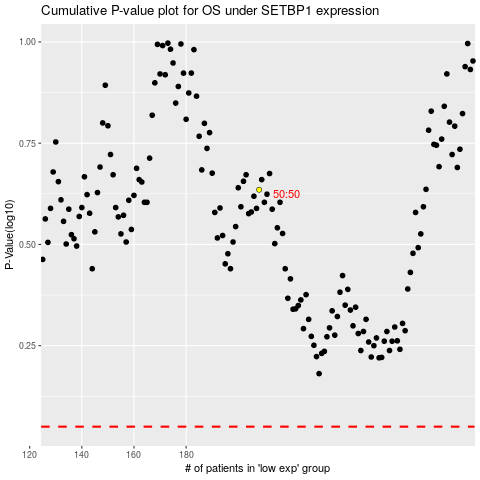 Cumulative P-value plot for OS under SETBP1 expression
P-Value(log10)
1.00
0.75
0.50
0.25
50:50
120 140 160 180
# of patients in 'low exp' group